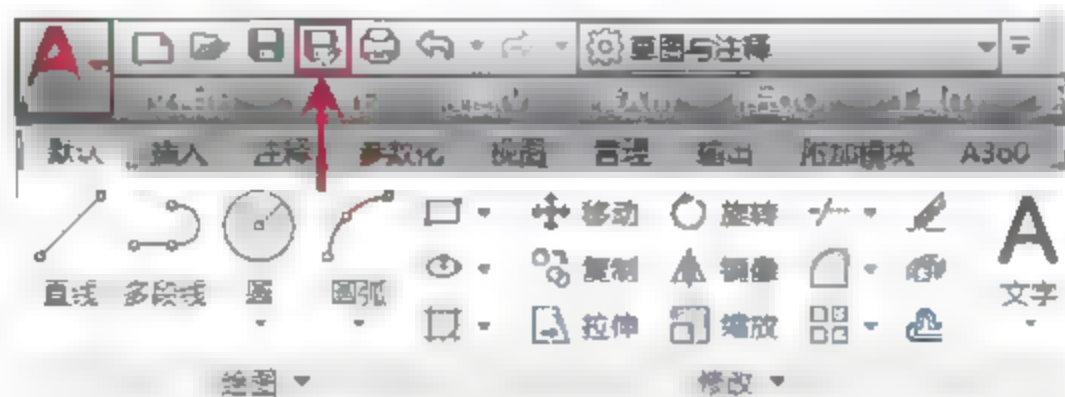 草图与注释
默认 插入 注释 参数化 视图 管理 输出 附加模块 A360
移动 旋转
直线 多段线 圆 圆弧 复制 镜像 文字
拉伸 缩放
绘图 修改